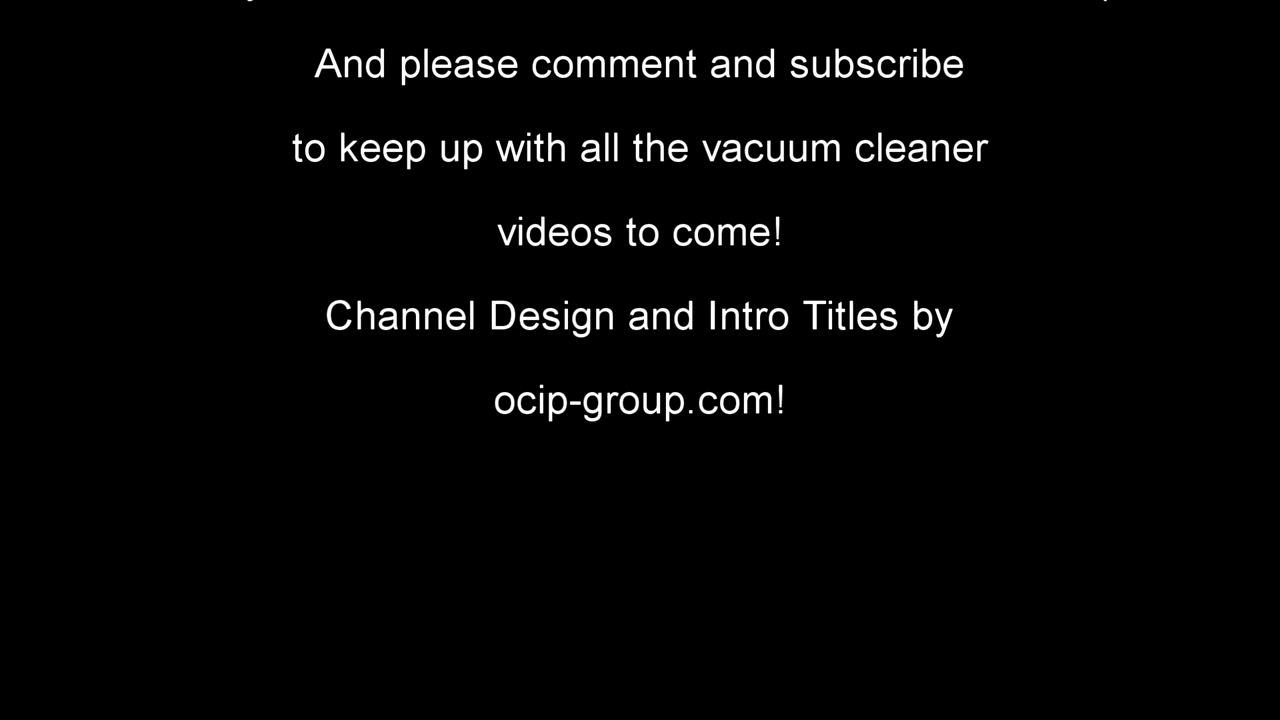 And please comment and subscribe
to keep up with all the vacuum cleaner
videos to come!
Channel Design and Intro Titles by
ocip-group.com!